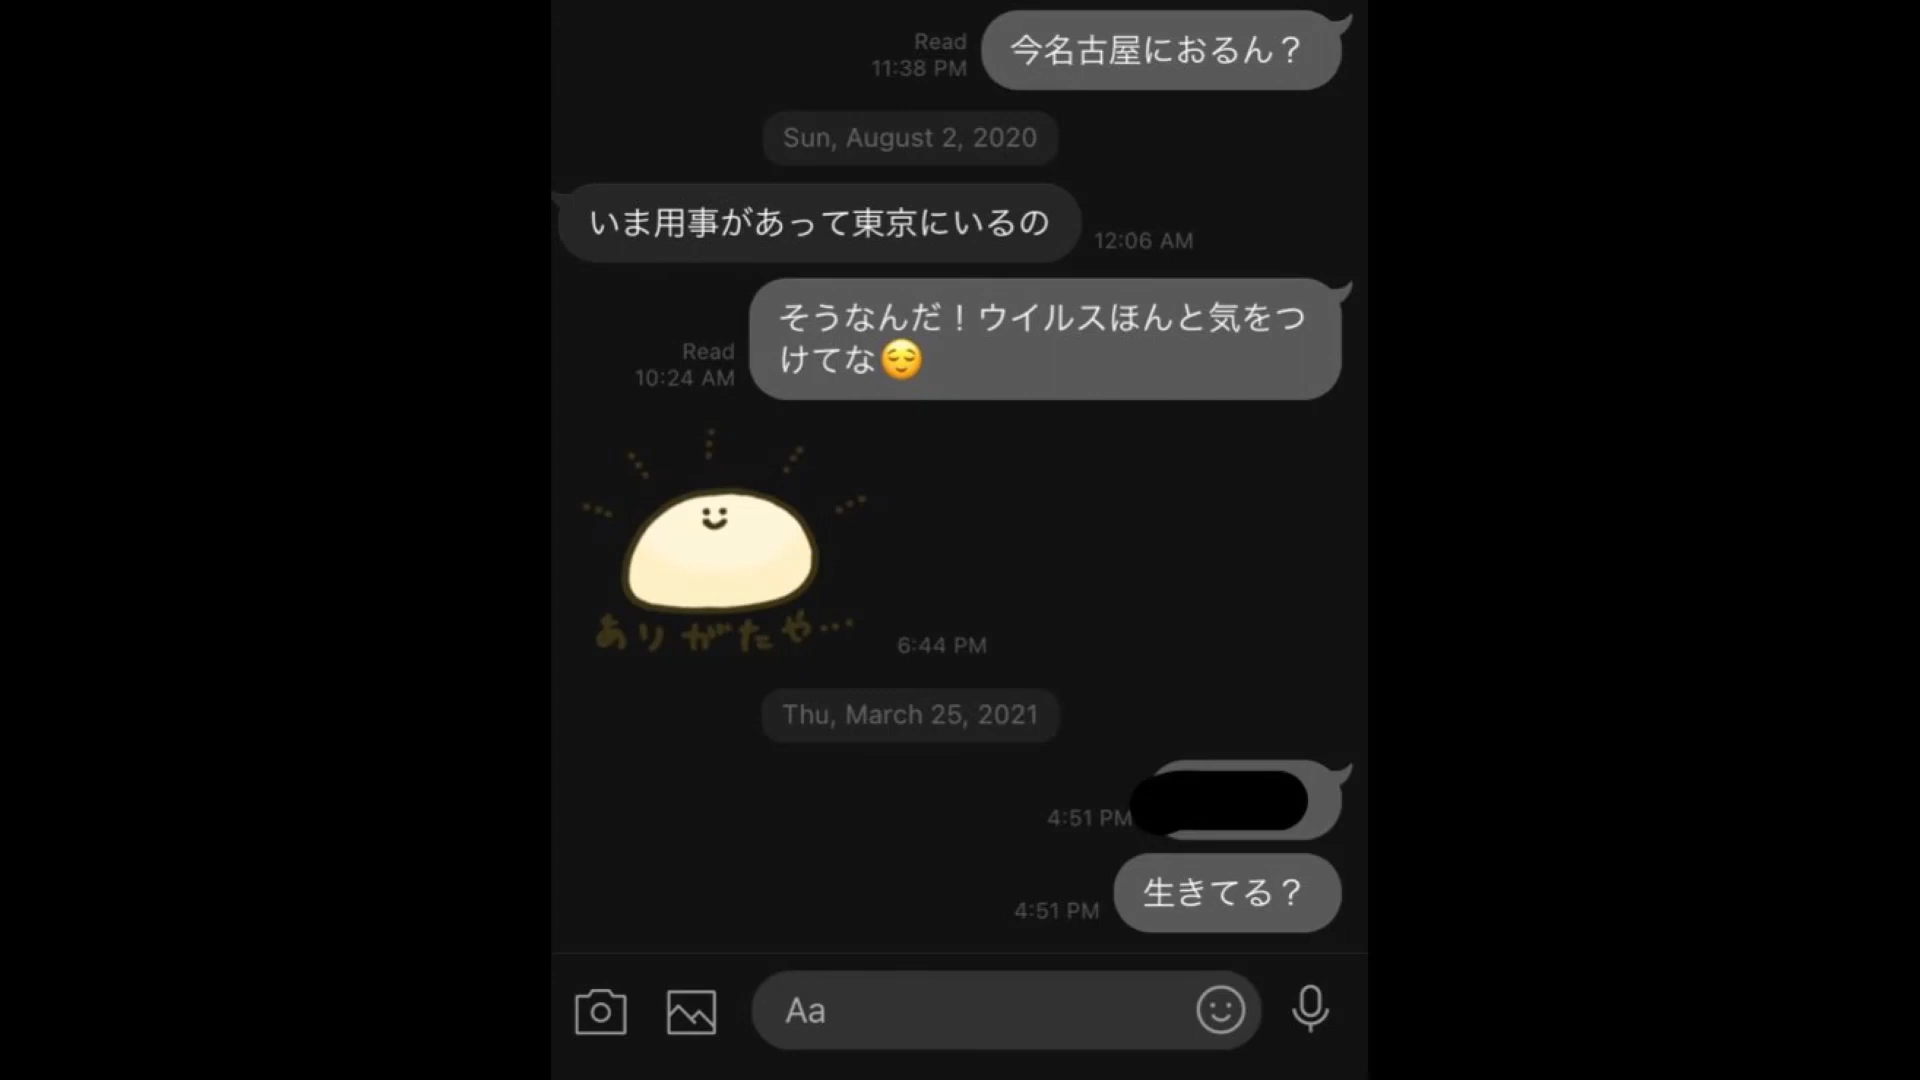 今名古屋におるん？
Read
11:38 PM
Sun, August 2, 2020
いま用事があって東京にいるの
12:06 AM
そうなんだ！ウイルスほんと気をつ
けてな
Read
10:24 AM
ありがたや…
6:44 PM
Thu, March 25, 2021
4:51 PM
生きてる？
4:51 PM
Aa